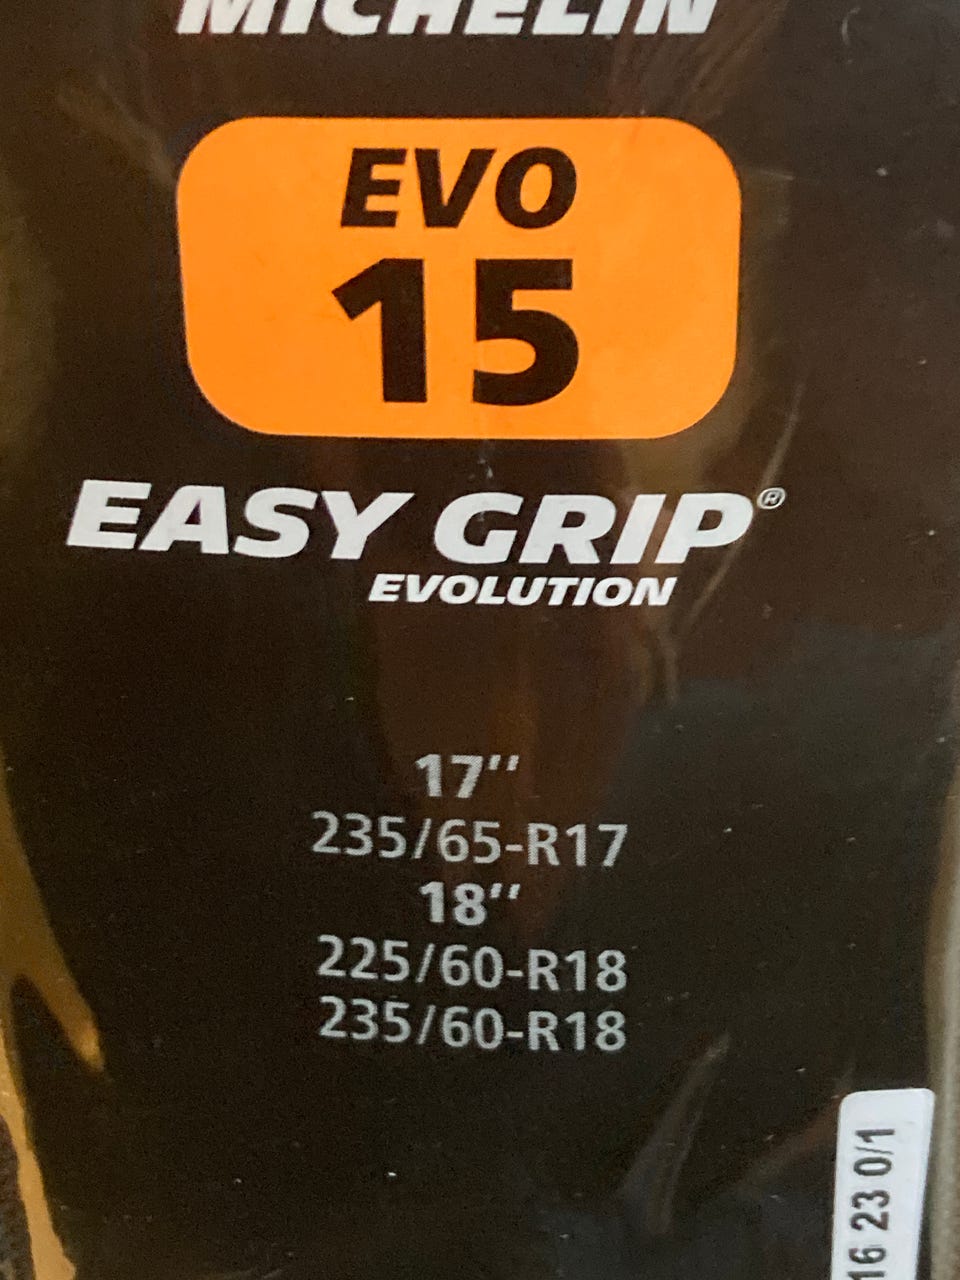 MICHELIN
EVO
15
EASY GRIP®
EVOLUTION
17''
235/65-R17
18''
225/60-R18
235/60-R18
16 23 0/1